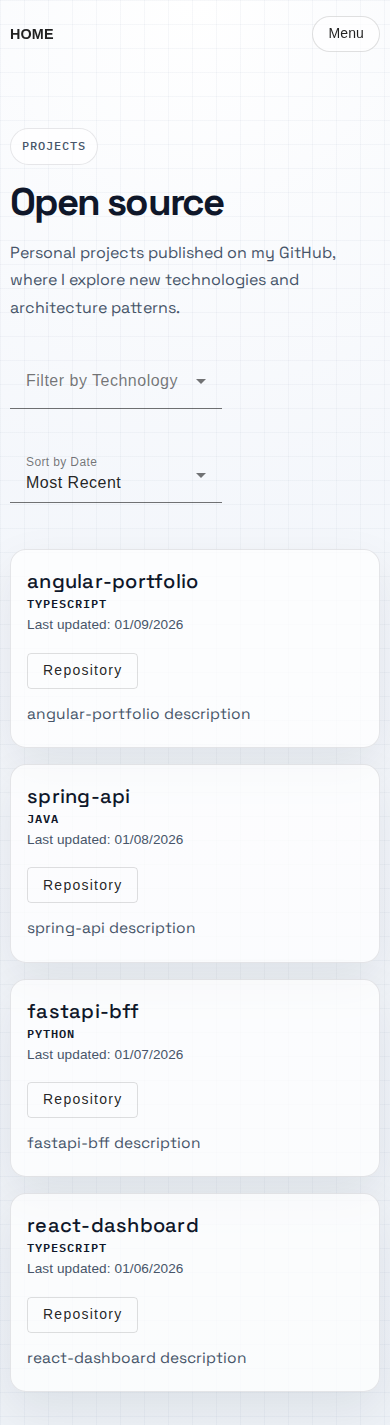 HOME
Menu
PROJECTS
Open source
Personal projects published on my GitHub,
where I explore new technologies and
architecture patterns.
Filter by Technology
Sort by Date
Most Recent
angular-portfolio
TYPESCRIPT
Last updated: 01/09/2026
Repository
angular-portfolio description
spring-api
JAVA
Last updated: 01/08/2026
Repository
spring-api description
fastapi-bff
PYTHON
Last updated: 01/07/2026
Repository
fastapi-bff description
react-dashboard
TYPESCRIPT
Last updated: 01/06/2026
Repository
react-dashboard description